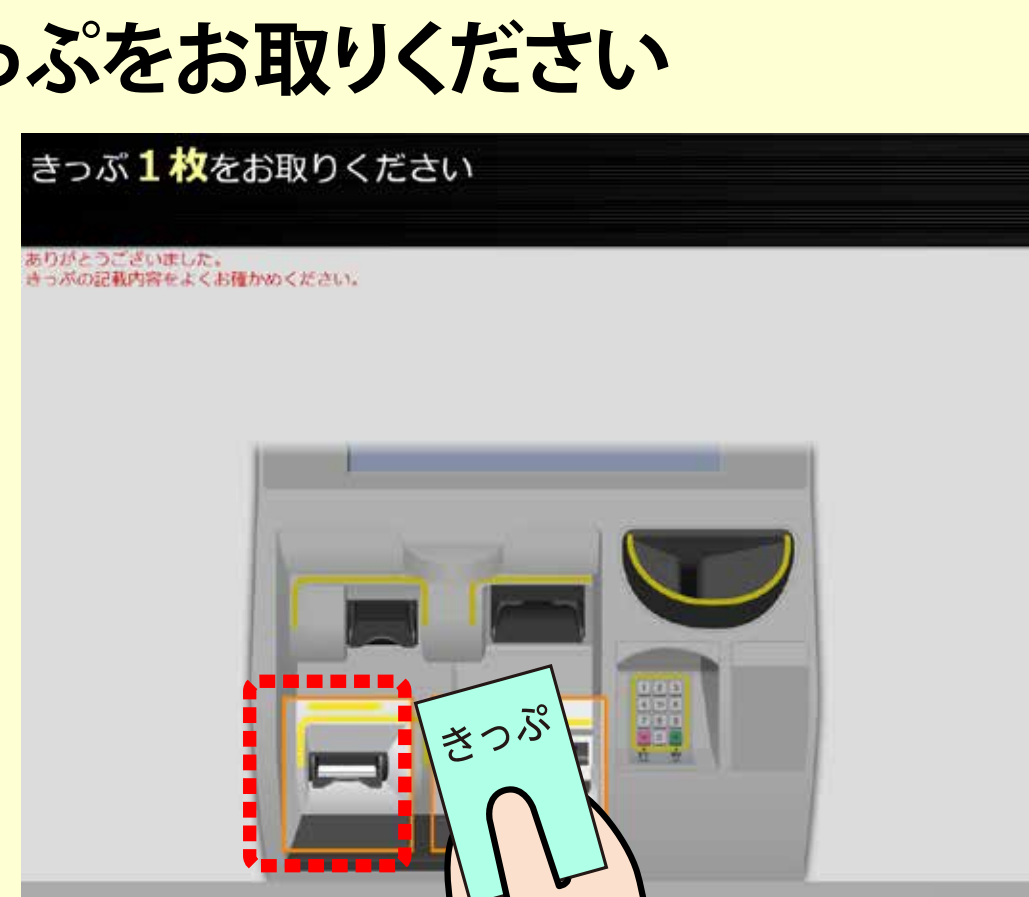 っぷをお取りください
きっぷ1枚をお取りください
ありがとうございました。
きっぷの記載内容をよくお確かめください。
きっぷ